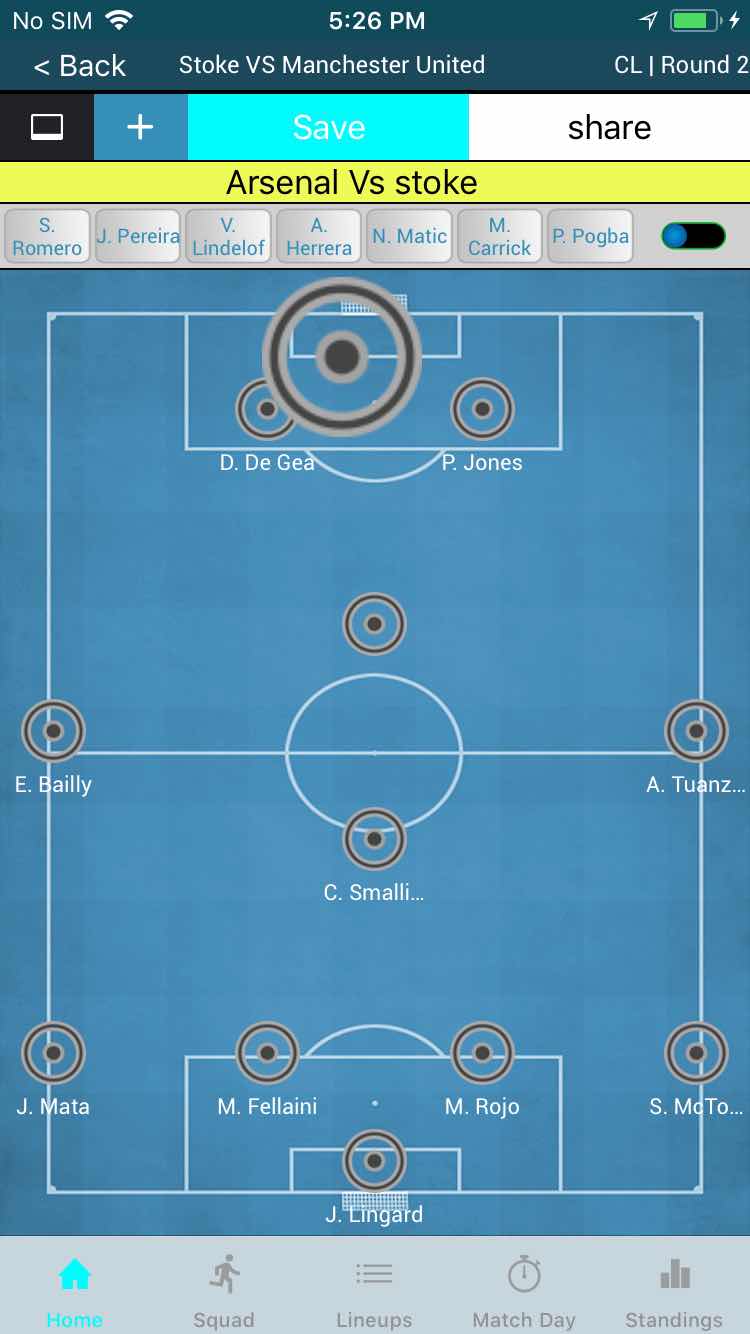 No SIM 5:26 PM
< Back Stoke VS Manchester United CL | Round 2
Save share
Arsenal Vs stoke
S. Romero J. Pereira V. Lindelof A. Herrera N. Matic M. Carrick P. Pogba
D. De Gea P. Jones
E. Bailly A. Tuanz...
C. Smalli...
J. Mata M. Fellaini M. Rojo S. McTo...
J. Lingard
Home Squad Lineups Match Day Standings